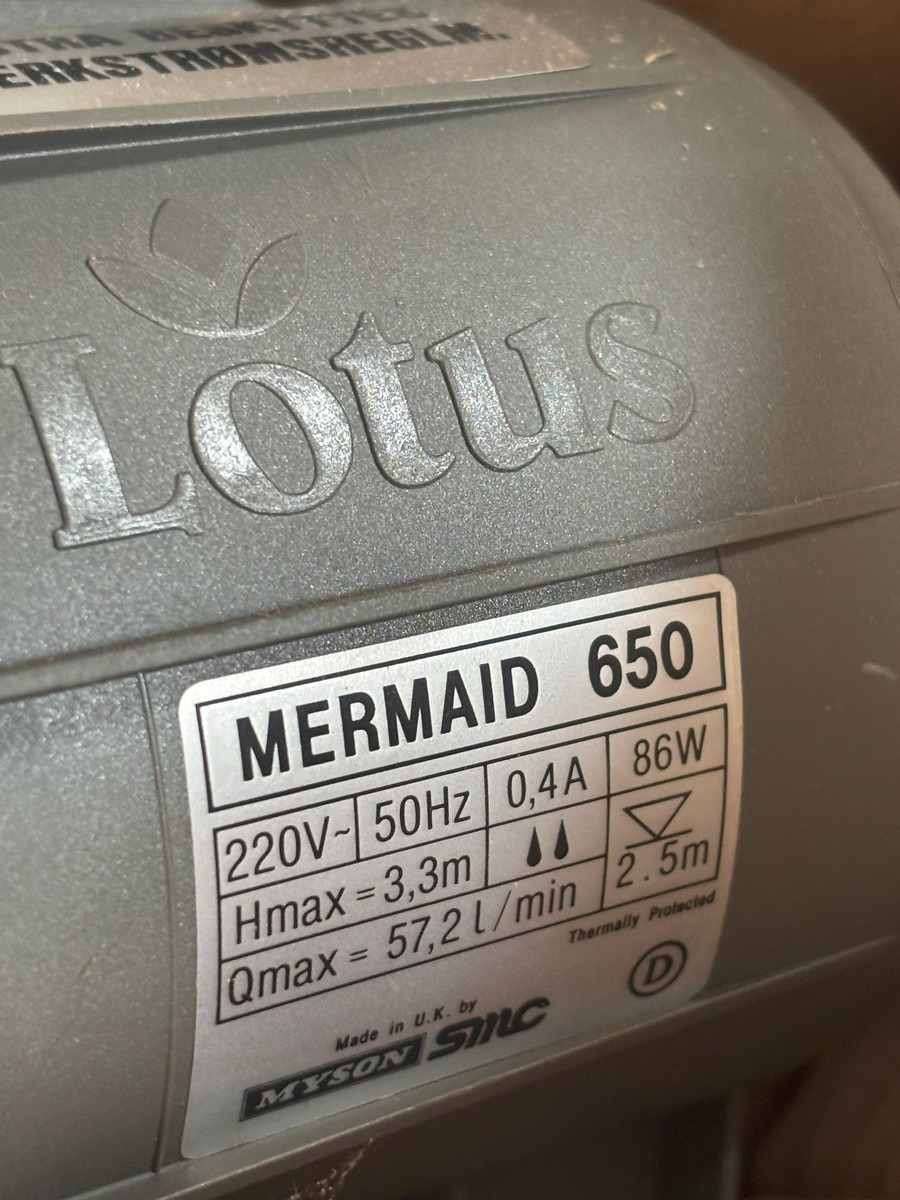 BESKYTTET
ERKSTRØMSREGLM.
Lotus
MERMAID 650
220V~ 50Hz 0,4A 86W
Hmax = 3,3m 2.5m
Qmax = 57,2 l/min
Thermally Protected
D
Made in U.K. by
MYSON SMC